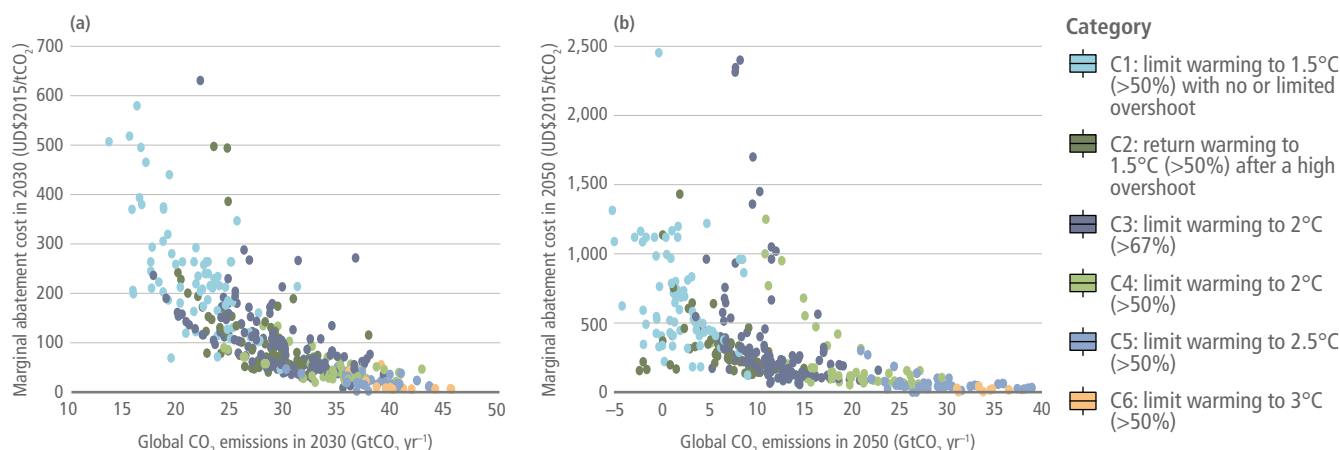 (a)
Marginal abatement cost in 2030 (UD$2015/tCO₂)
700
600
500
400
300
200
100
0
10
15
20
25
30
35
40
45
50
Global CO₂ emissions in 2030 (GtCO₂ yr⁻¹)
(b)
Marginal abatement cost in 2050 (UD$2015/tCO₂)
2,500
2,000
1,500
1,000
500
0
−5
0
5
10
15
20
25
30
35
40
Global CO₂ emissions in 2050 (GtCO₂ yr⁻¹)
Category
C1: limit warming to 1.5°C
(>50%) with no or limited
overshoot
C2: return warming to
1.5°C (>50%) after a high
overshoot
C3: limit warming to 2°C
(>67%)
C4: limit warming to 2°C
(>50%)
C5: limit warming to 2.5°C
(>50%)
C6: limit warming to 3°C
(>50%)